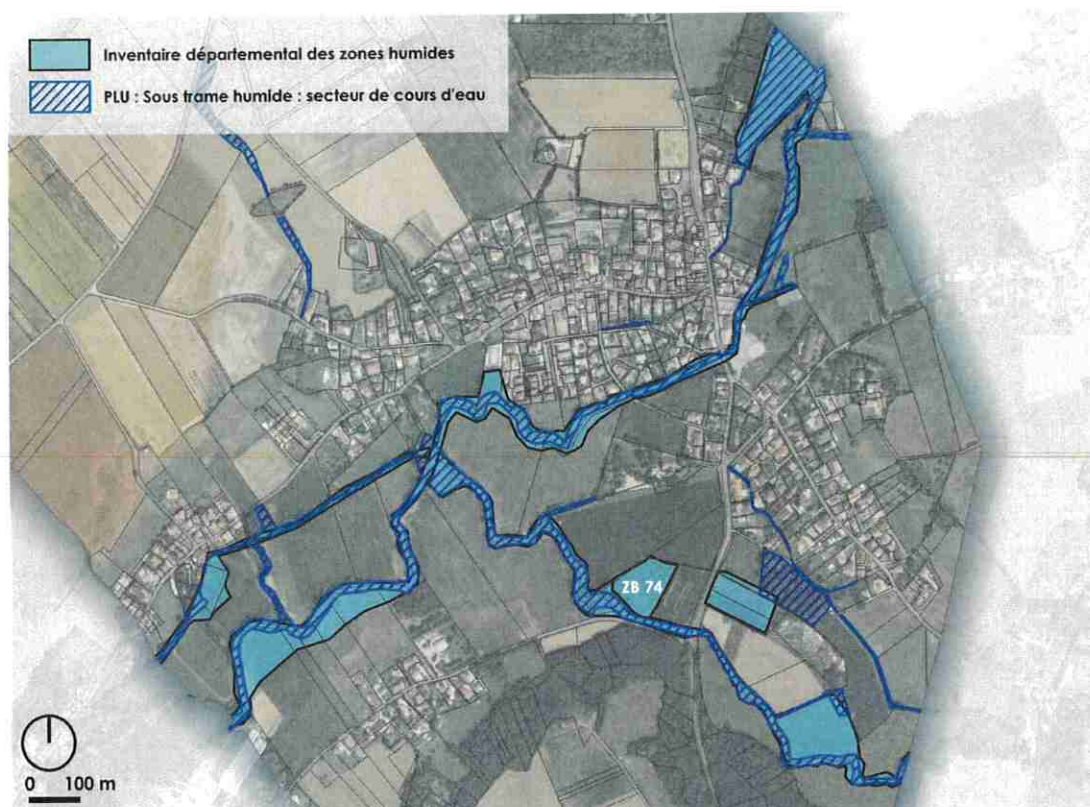 Inventaire départemental des zones humides
PLU : Sous trame humide : secteur de cours d'eau
ZB 74
0 100 m